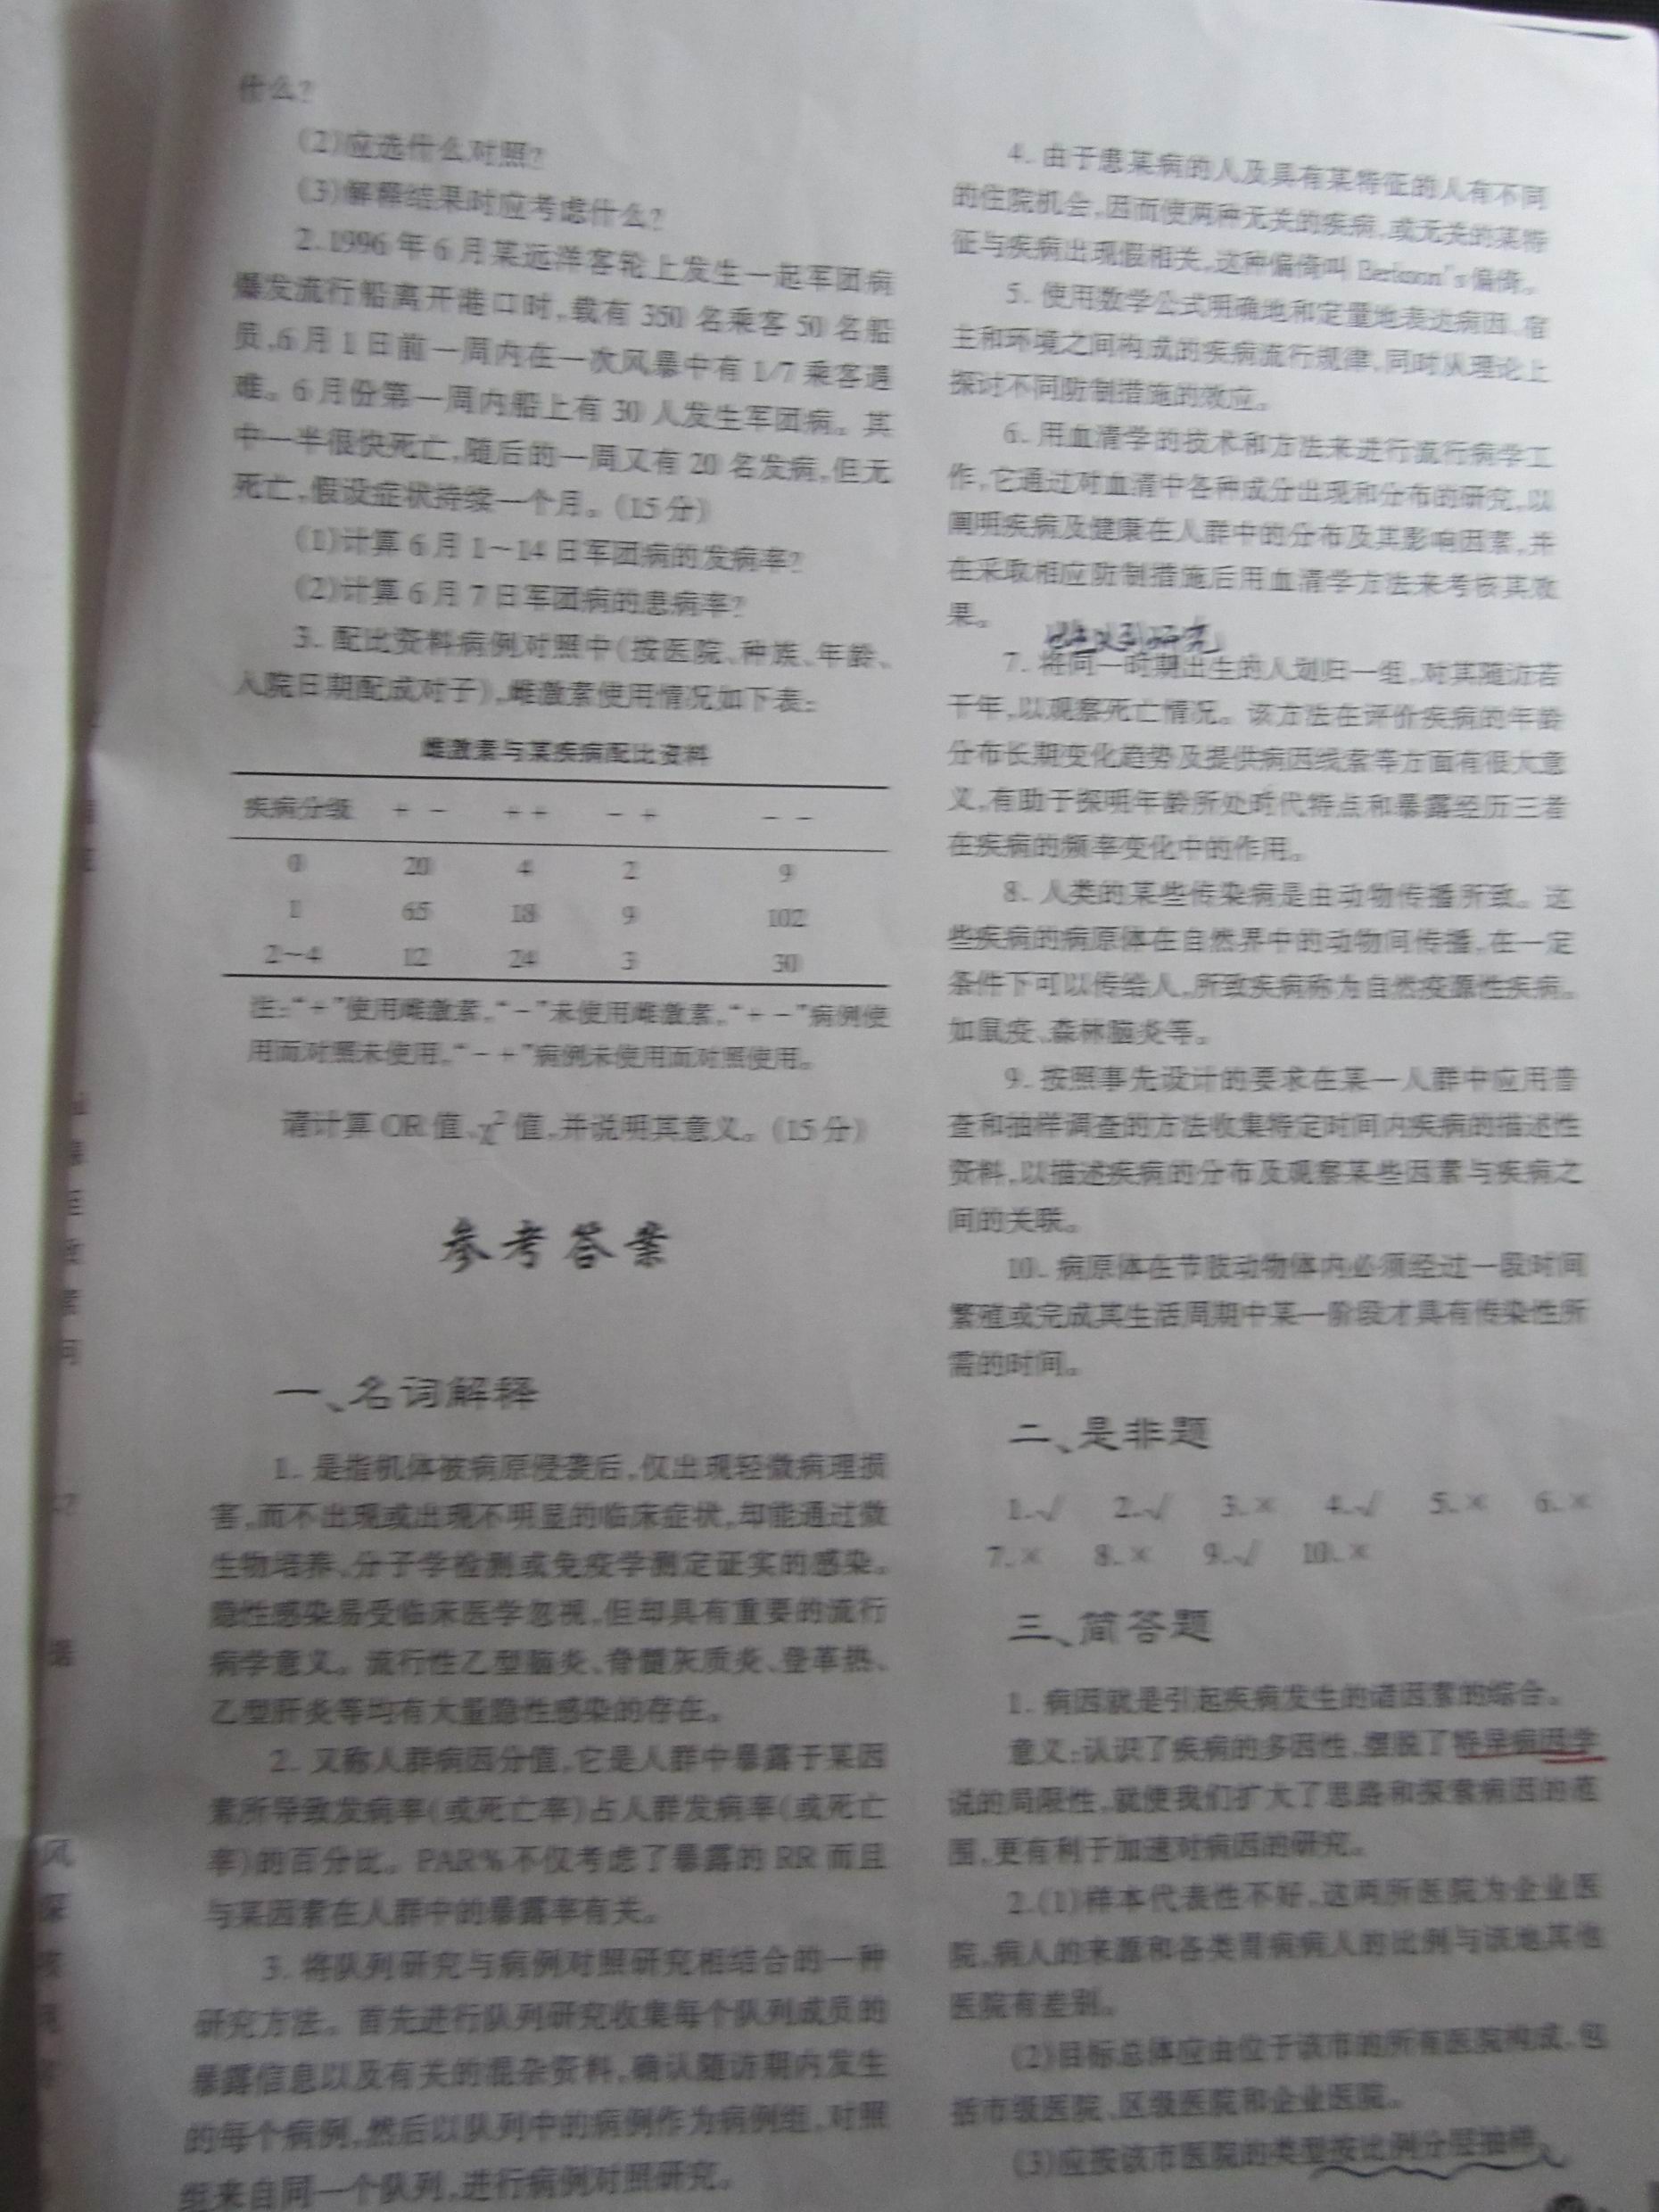 什么?
(2)应选什么对照?
(3)解释结果时应考虑什么?
2.1996年6月某远洋客轮上发生一起军团病
爆发流行船离开港口时,载有350名乘客50名船
员,6月1日前一周内在一次风暴中有1/7乘客遇
难。6月份第一周内船上有30人发生军团病。其
中一半很快死亡,随后的一周又有20名发病,但无
死亡,假设症状持续一个月。(15分)
(1)计算6月1~14日军团病的发病率?
(2)计算6月7日军团病的患病率?
3. 配比资料病例对照中(按医院、种族、年龄、
入院日期配成对子),雌激素使用情况如下表:
雌激素与某疾病配比资料
疾病分级 + - + + - + - -
0 20 4 2 9
1 65 18 9 102
2~4 12 24 3 30
注:“+”使用雌激素,“-”未使用雌激素,“+-”病例使
用而对照未使用,“-+”病例未使用而对照使用。
请计算OR值、χ²值,并说明其意义。(15分)
参考答案
一、名词解释
1. 是指机体被病原侵袭后,仅出现轻微病理损
害,而不出现或出现不明显的临床症状,却能通过微
生物培养、分子学检测或免疫学测定证实的感染。
隐性感染易受临床医学忽视,但却具有重要的流行
病学意义。流行性乙型脑炎、脊髓灰质炎、登革热、
乙型肝炎等均有大量隐性感染的存在。
2. 又称人群病因分值,它是人群中暴露于某因
素所导致发病率(或死亡率)占人群发病率(或死亡
率)的百分比。PAR%不仅考虑了暴露的RR而且
与某因素在人群中的暴露率有关。
3. 将队列研究与病例对照研究相结合的一种
研究方法。首先进行队列研究收集每个队列成员的
暴露信息以及有关的混杂资料,确认随访期内发生
的每个病例,然后以队列中的病例作为病例组,对照
组来自同一个队列,进行病例对照研究。
4. 由于患某病的人及具有某特征的人有不同
的住院机会,因而使两种无关的疾病,或无关的某特
征与疾病出现假相关,这种偏倚叫Berkson's偏倚。
5. 使用数学公式明确地和定量地表达病因、宿
主和环境之间构成的疾病流行规律,同时从理论上
探讨不同防制措施的效应。
6. 用血清学的技术和方法来进行流行病学工
作,它通过对血清中各种成分出现和分布的研究,以
阐明疾病及健康在人群中的分布及其影响因素,并
在采取相应防制措施后用血清学方法来考核其效
果。
出生队列研究
7. 将同一时期出生的人划归一组,对其随访若
干年,以观察死亡情况。该方法在评价疾病的年龄
分布长期变化趋势及提供病因线索等方面有很大意
义,有助于探明年龄所处时代特点和暴露经历三者
在疾病的频率变化中的作用。
8. 人类的某些传染病是由动物传播所致。这
些疾病的病原体在自然界中的动物间传播,在一定
条件下可以传给人,所致疾病称为自然疫源性疾病。
如鼠疫、森林脑炎等。
9. 按照事先设计的要求在某一人群中应用普
查和抽样调查的方法收集特定时间内疾病的描述性
资料,以描述疾病的分布及观察某些因素与疾病之
间的关联。
10. 病原体在节肢动物体内必须经过一段时间
繁殖或完成其生活周期中某一阶段才具有传染性所
需的时间。
二、是非题
1.√ 2.√ 3.× 4.√ 5.× 6.×
7.× 8.× 9.√ 10.×
三、简答题
1. 病因就是引起疾病发生的诸因素的综合。
意义:认识了疾病的多因性,摆脱了特异病因学
说的局限性,就使我们扩大了思路和探索病因的范
围,更有利于加速对病因的研究。
2.(1)样本代表性不好,这两所医院为企业医
院,病人的来源和各类胃病病人的比例与该地其他
医院有差别。
(2)目标总体应由位于该市的所有医院构成,包
括市级医院、区级医院和企业医院。
(3)应按该市医院的类型按比例分层抽样,